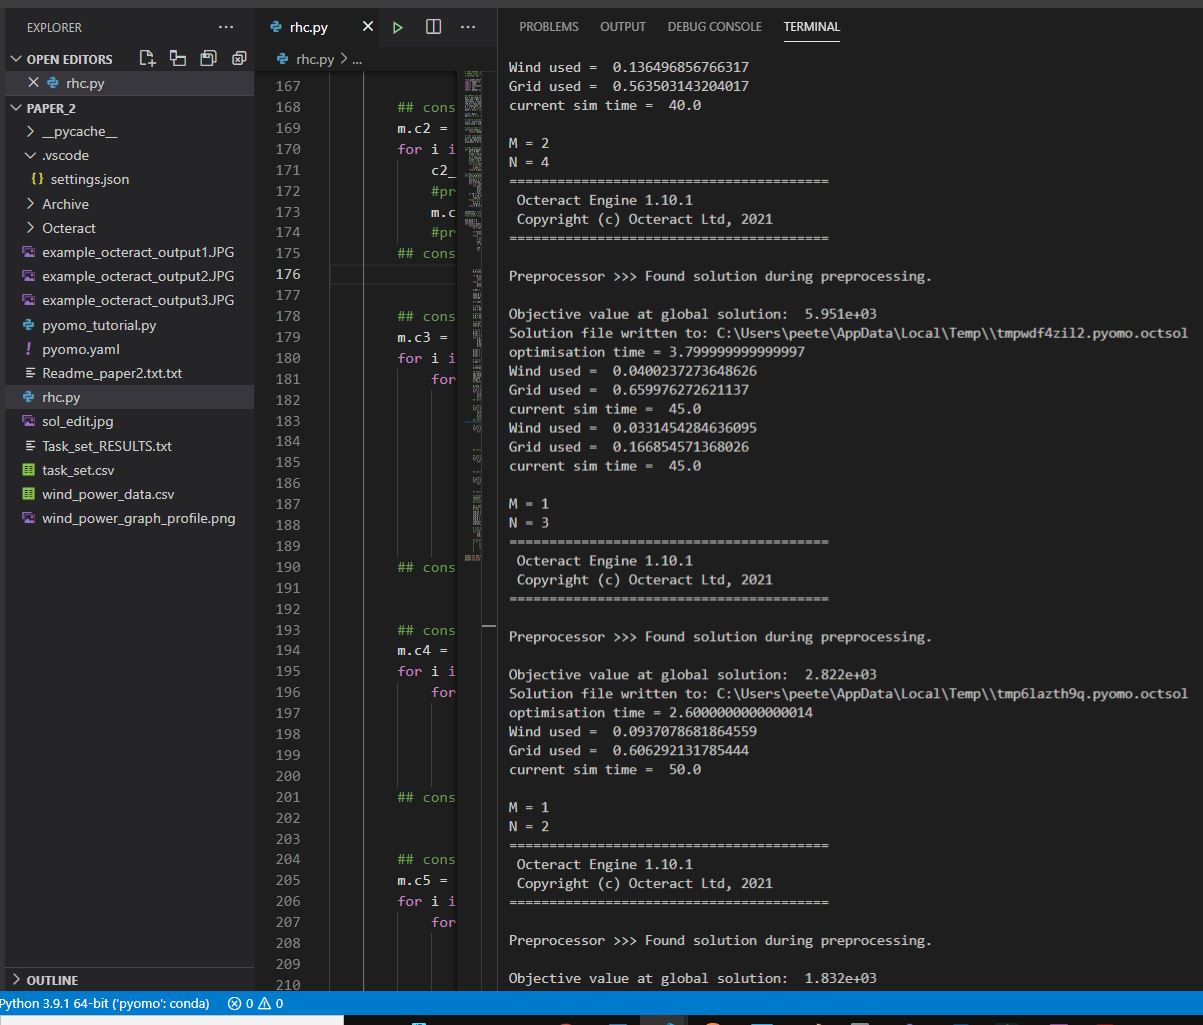 EXPLORER
OPEN EDITORS
rhc.py
PAPER_2
__pycache__
.vscode
{} settings.json
Archive
Octeract
example_octeract_output1.JPG
example_octeract_output2.JPG
example_octeract_output3.JPG
pyomo_tutorial.py
! pyomo.yaml
Readme_paper2.txt.txt
rhc.py
sol_edit.jpg
Task_set_RESULTS.txt
task_set.csv
wind_power_data.csv
wind_power_graph_profile.png
OUTLINE
rhc.py
rhc.py > ...
167
168 ## cons
169 m.c2 =
170 for i i
171 c2_
172 #pr
173 m.c
174 #pr
175 ## cons
176
177
178 ## cons
179 m.c3 =
180 for i i
181 for
182
183
184
185
186
187
188
189
190 ## cons
191
192
193 ## cons
194 m.c4 =
195 for i i
196 for
197
198
199
200
201 ## cons
202
203
204 ## cons
205 m.c5 =
206 for i i
207 for
208
209
210
PROBLEMS OUTPUT DEBUG CONSOLE TERMINAL
Wind used =  0.136496856766317
Grid used =  0.563503143204017
current sim time =  40.0
M = 2
N = 4
========================================
Octeract Engine 1.10.1
Copyright (c) Octeract Ltd, 2021
========================================
Preprocessor >>> Found solution during preprocessing.
Objective value at global solution:  5.951e+03
Solution file written to: C:\Users\peete\AppData\Local\Temp\\tmpwdf4zil2.pyomo.octsol
optimisation time = 3.799999999999997
Wind used =  0.0400237273648626
Grid used =  0.659976272621137
current sim time =  45.0
Wind used =  0.0331454284636095
Grid used =  0.166854571368026
current sim time =  45.0
M = 1
N = 3
========================================
Octeract Engine 1.10.1
Copyright (c) Octeract Ltd, 2021
========================================
Preprocessor >>> Found solution during preprocessing.
Objective value at global solution:  2.822e+03
Solution file written to: C:\Users\peete\AppData\Local\Temp\\tmp6lazth9q.pyomo.octsol
optimisation time = 2.6000000000000014
Wind used =  0.0937078681864559
Grid used =  0.606292131785444
current sim time =  50.0
M = 1
N = 2
========================================
Octeract Engine 1.10.1
Copyright (c) Octeract Ltd, 2021
========================================
Preprocessor >>> Found solution during preprocessing.
Objective value at global solution:  1.832e+03
Python 3.9.1 64-bit ('pyomo': conda) 0 0